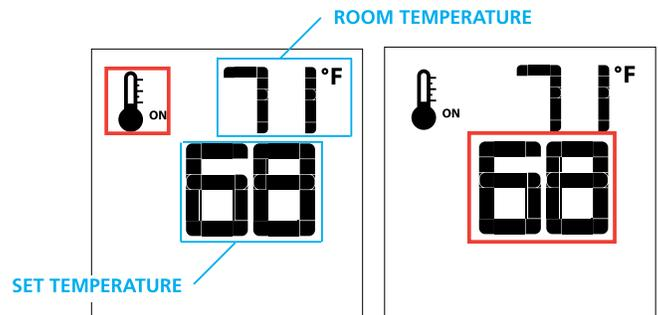 ROOM TEMPERATURE
71 °F
ON
68
SET TEMPERATURE
71 °F
ON
68